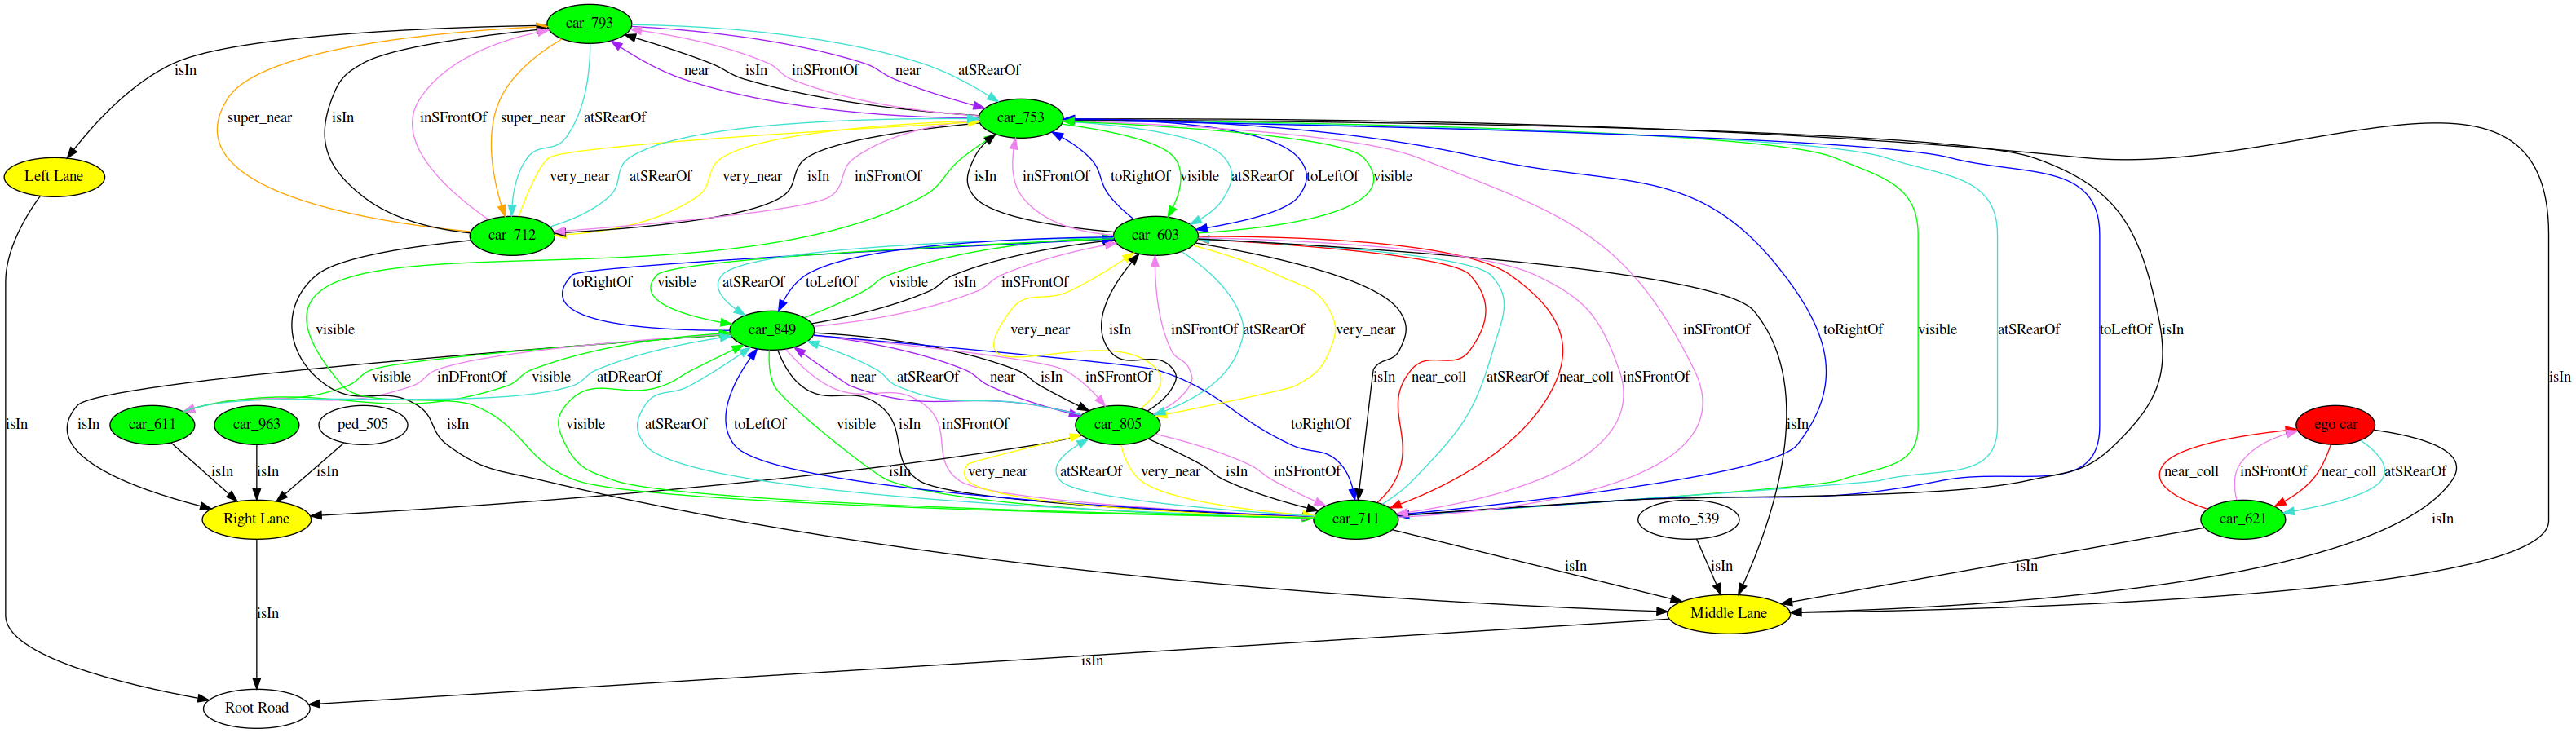 car_793
isIn near isIn inSFrontOf near atSRearOf
super_near isIn inSFrontOf super_near atSRearOf car_753
Left Lane very_near atSRearOf very_near isIn inSFrontOf isIn inSFrontOf toRightOf visible atSRearOf toLeftOf visible
car_712 car_603
toRightOf visible atSRearOf toLeftOf visible isIn inSFrontOf
visible car_849 very_near isIn inSFrontOf atSRearOf very_near inSFrontOf toRightOf visible atSRearOf toLeftOf isIn
visible inDFrontOf visible atDRearOf near atSRearOf near isIn inSFrontOf isIn near_coll atSRearOf near_coll inSFrontOf isIn
isIn isIn car_611 car_963 ped_505 isIn visible atSRearOf toLeftOf visible isIn inSFrontOf car_805 toRightOf isIn ego car
isIn isIn isIn isIn very_near atSRearOf very_near isIn inSFrontOf near_coll inSFrontOf near_coll atSRearOf
Right Lane car_711 moto_539 car_621 isIn
isIn isIn isIn
isIn Middle Lane
isIn
Root Road